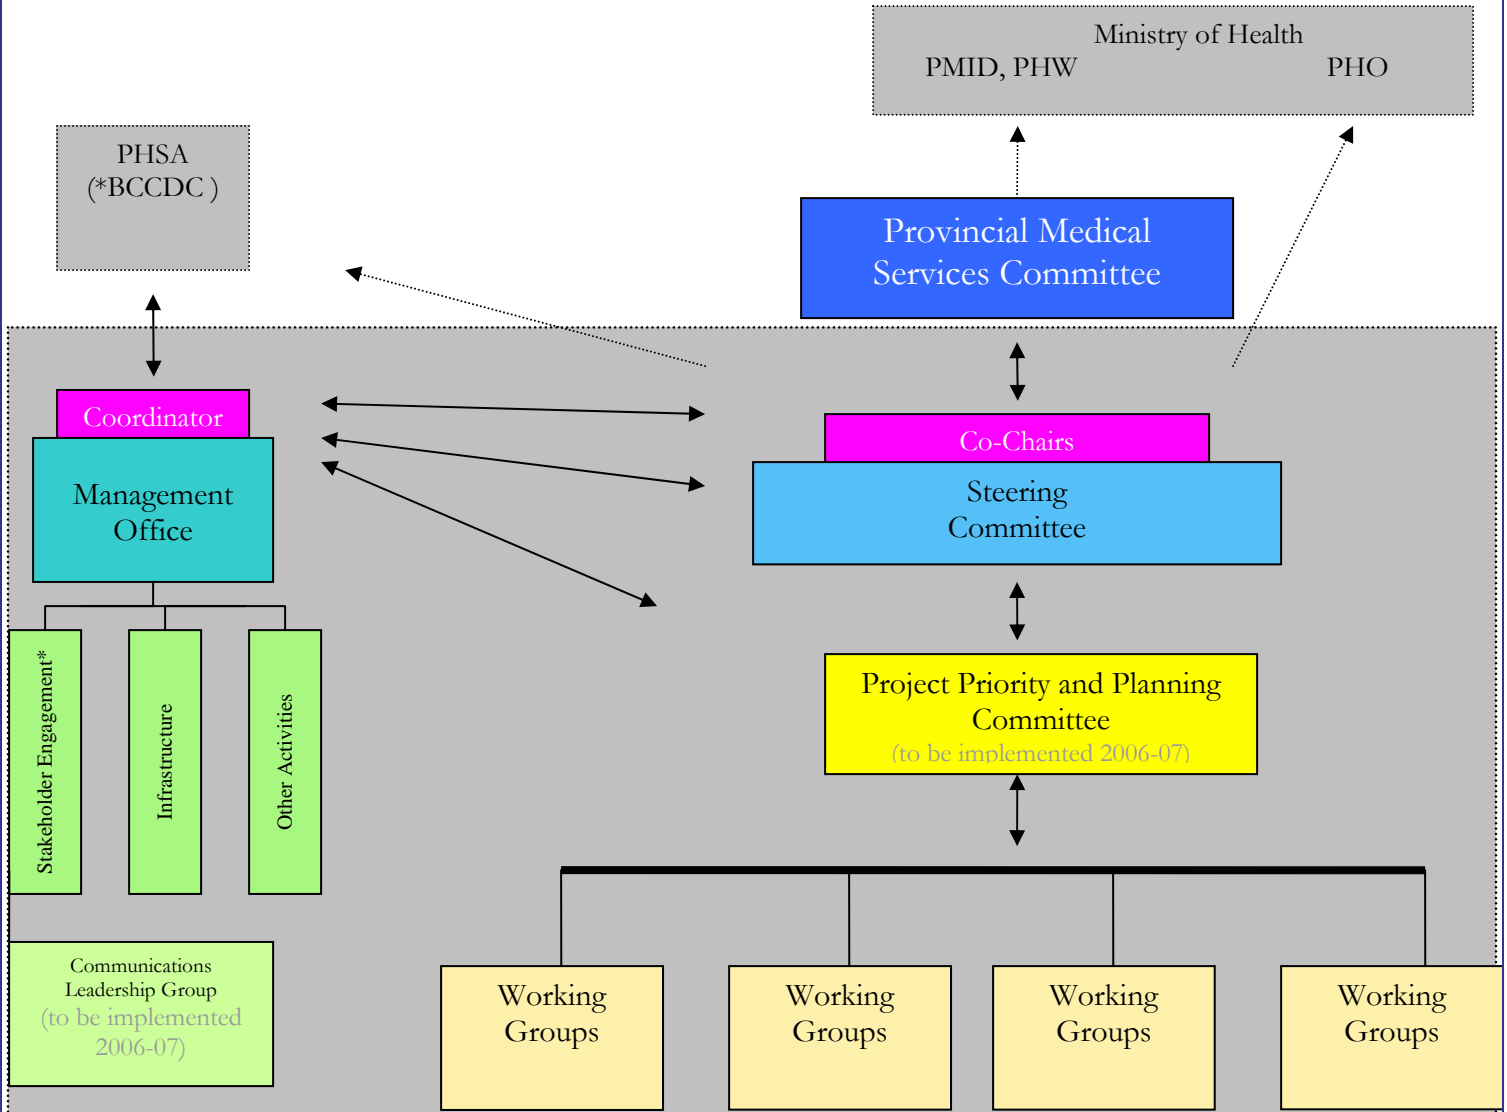 Ministry of Health
PMID, PHW PHO
PHSA
(*BCCDC )
Provincial Medical
Services Committee
Coordinator
Management
Office
Co-Chairs
Steering
Committee
Stakeholder Engagement*
Infrastructure
Other Activities
Project Priority and Planning
Committee
(to be implemented 2006-07)
Communications
Leadership Group
(to be implemented
2006-07)
Working
Groups
Working
Groups
Working
Groups
Working
Groups